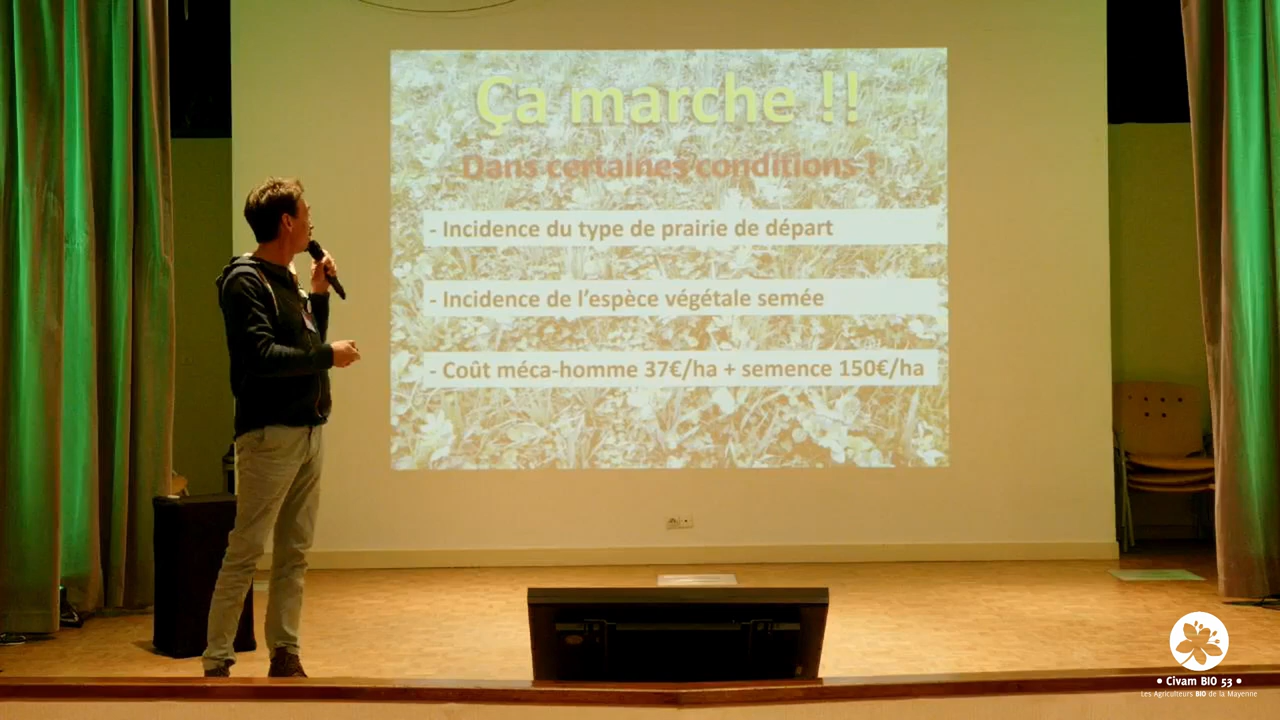 Ça marche !!
Dans certaines conditions !
- Incidence du type de prairie de départ
- Incidence de l'espèce végétale semée
- Coût méca-homme 37€/ha + semence 150€/ha
• Civam BIO 53 •
Les Agriculteurs BIO de la Mayenne